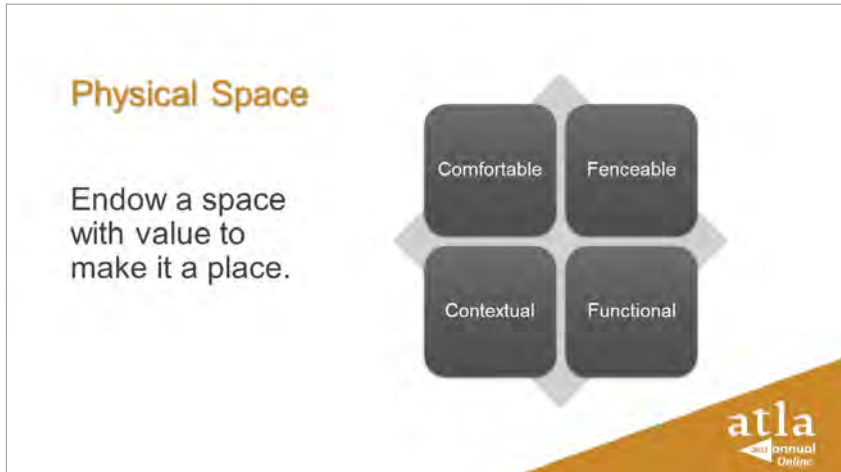 Physical Space
Endow a space
with value to
make it a place.
Comfortable
Fenceable
Contextual
Functional
atla
annual
Online